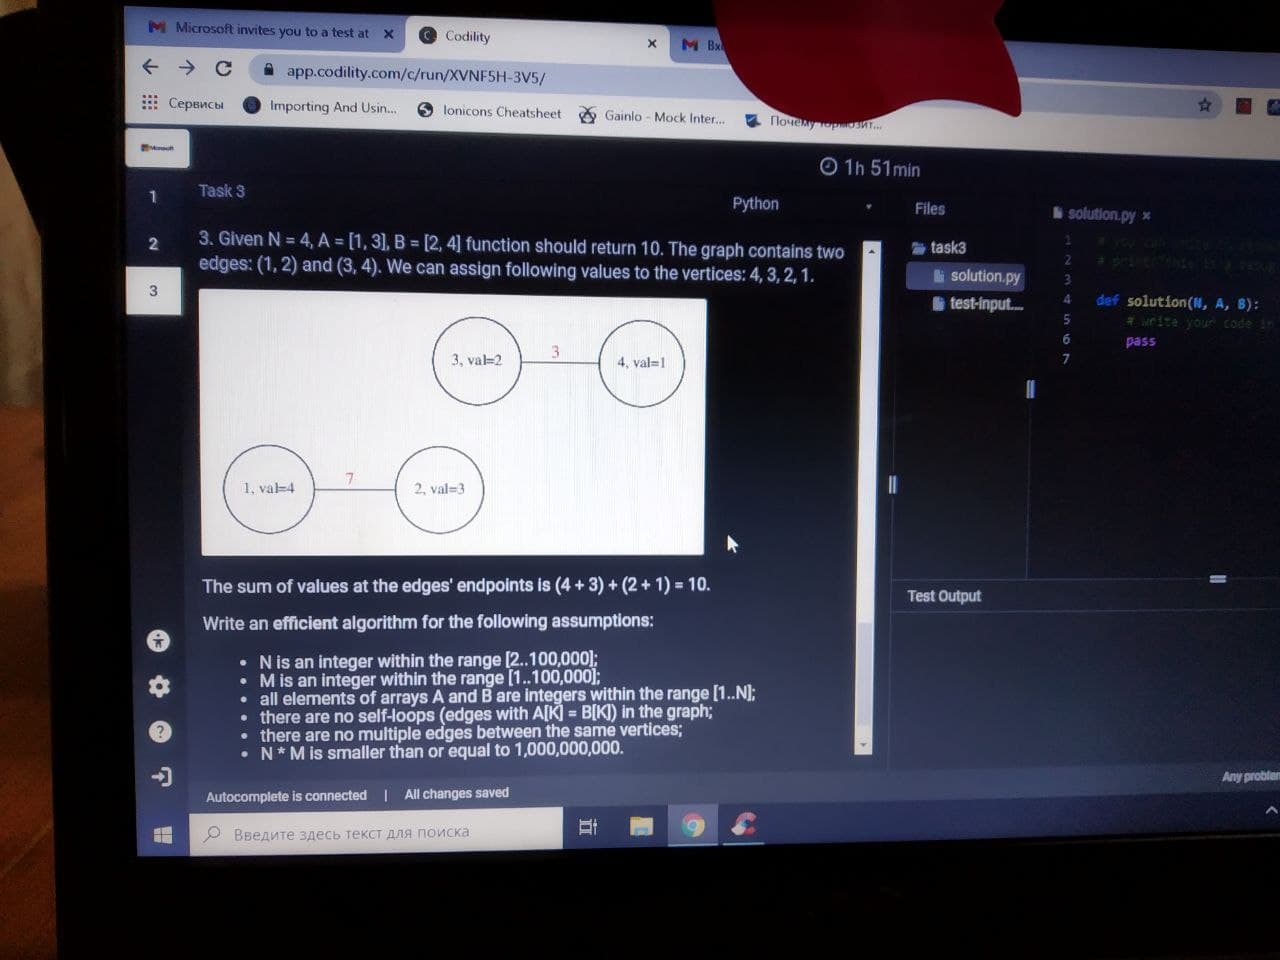 Microsoft invites you to a test at
Codility
app.codility.com/c/run/XVNF5H-3V5/
Сервисы
Importing And Usin...
Ionicons Cheatsheet
Gainlo - Mock Inter...
Почему тормозит...
Microsoft
1h 51min
1
2
3
Task 3
Python
3. Given N = 4, A = [1, 3], B = [2, 4] function should return 10. The graph contains two
edges: (1, 2) and (3, 4). We can assign following values to the vertices: 4, 3, 2, 1.
3, val=2
3
4, val=1
1, val=4
7
2, val=3
The sum of values at the edges' endpoints is (4 + 3) + (2 + 1) = 10.
Write an efficient algorithm for the following assumptions:
• N is an integer within the range [2..100,000];
• M is an integer within the range [1..100,000];
• all elements of arrays A and B are integers within the range [1..N];
• there are no self-loops (edges with A[K] = B[K]) in the graph;
• there are no multiple edges between the same vertices;
• N * M is smaller than or equal to 1,000,000,000.
Files
task3
solution.py
test-input....
solution.py
1
2
3
4 def solution(N, A, B):
5 # write your code in
6 pass
7
Test Output
Any problem
Autocomplete is connected | All changes saved
Введите здесь текст для поиска